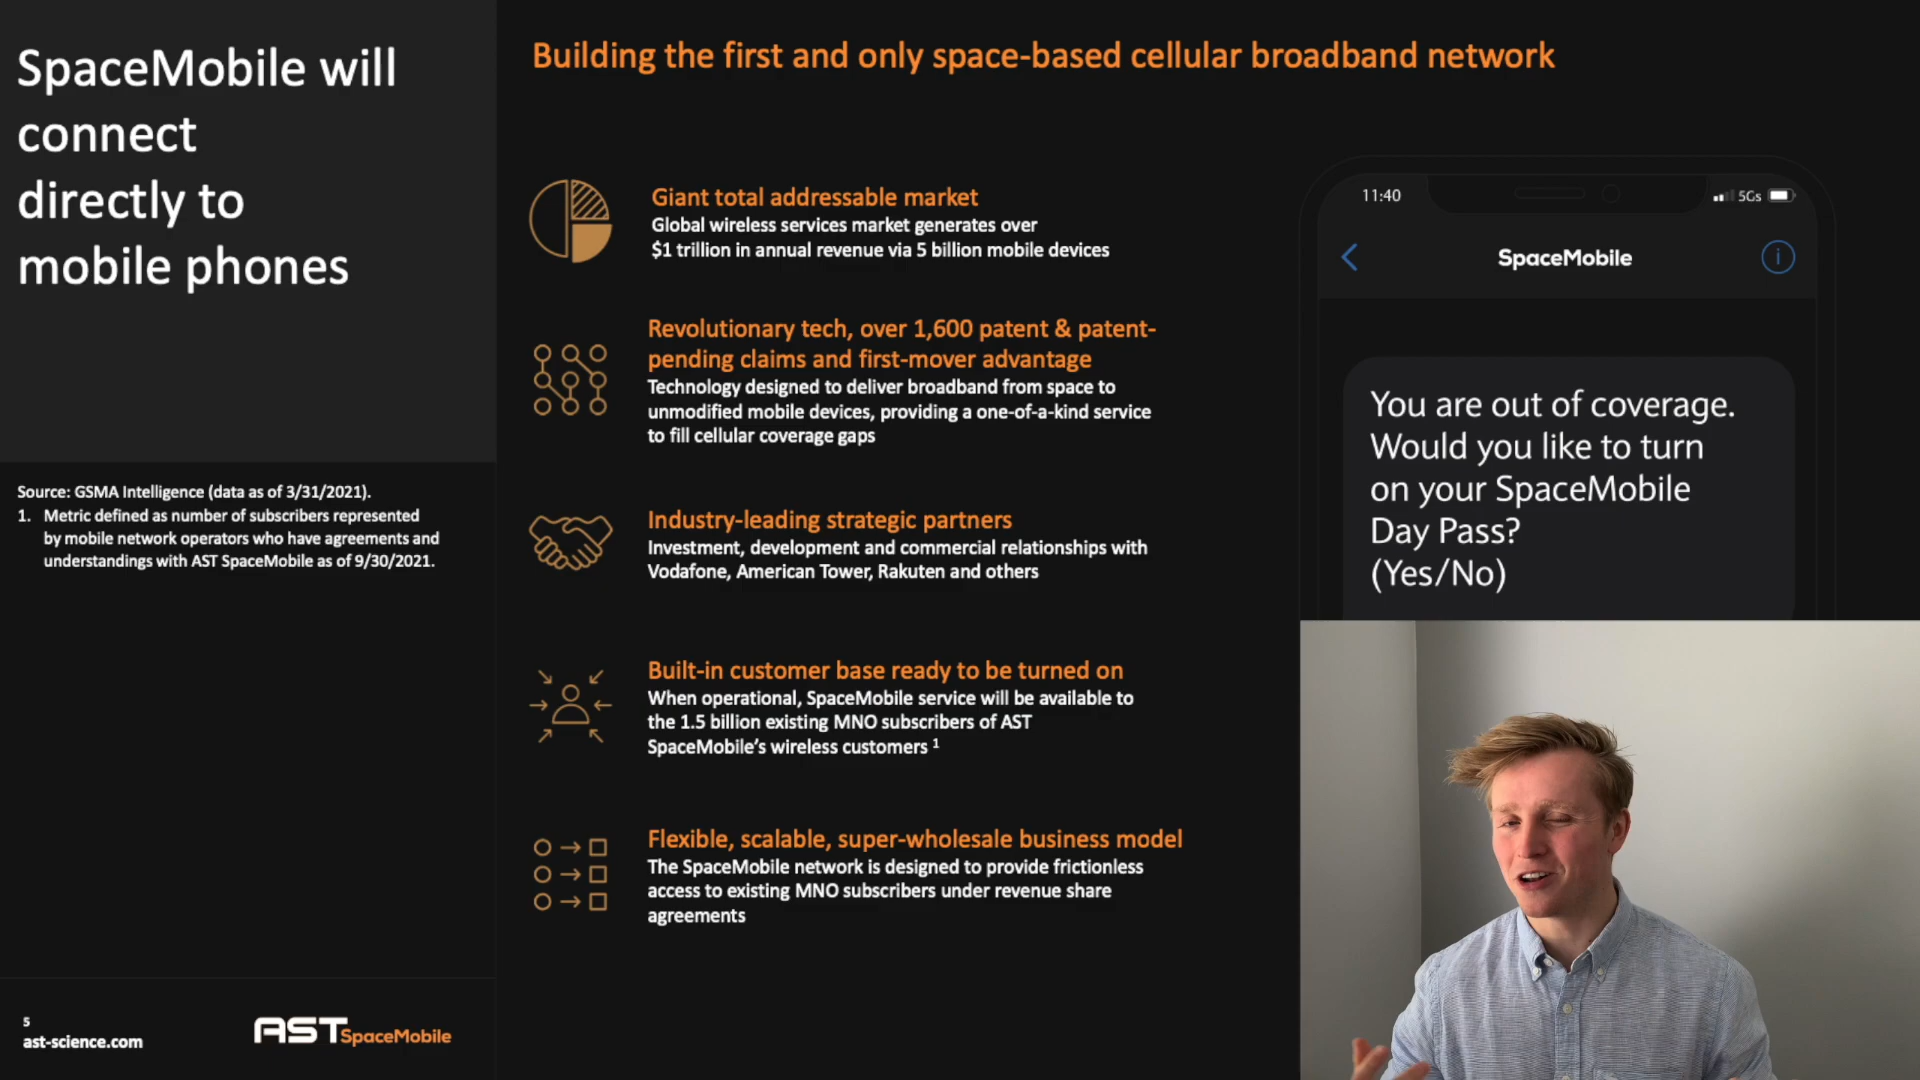 SpaceMobile will
connect
directly to
mobile phones
Source: GSMA Intelligence (data as of 3/31/2021).
1. Metric defined as number of subscribers represented
by mobile network operators who have agreements and
understandings with AST SpaceMobile as of 9/30/2021.
5
ast-science.com
AST SpaceMobile
Building the first and only space-based cellular broadband network
Giant total addressable market
Global wireless services market generates over
$1 trillion in annual revenue via 5 billion mobile devices
Revolutionary tech, over 1,600 patent & patent-
pending claims and first-mover advantage
Technology designed to deliver broadband from space to
unmodified mobile devices, providing a one-of-a-kind service
to fill cellular coverage gaps
Industry-leading strategic partners
Investment, development and commercial relationships with
Vodafone, American Tower, Rakuten and others
Built-in customer base ready to be turned on
When operational, SpaceMobile service will be available to
the 1.5 billion existing MNO subscribers of AST
SpaceMobile's wireless customers 1
Flexible, scalable, super-wholesale business model
The SpaceMobile network is designed to provide frictionless
access to existing MNO subscribers under revenue share
agreements
11:40
5Gs
SpaceMobile
i
You are out of coverage.
Would you like to turn
on your SpaceMobile
Day Pass?
(Yes/No)